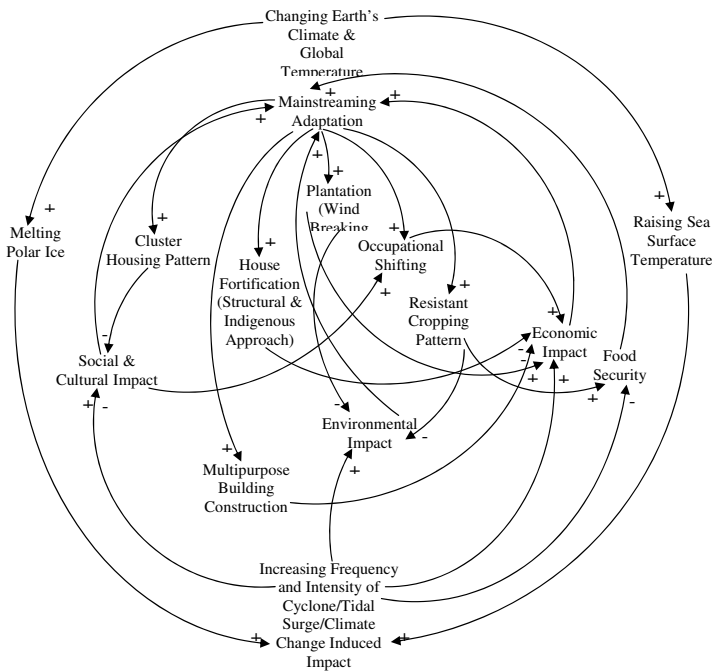 Changing Earth's
Climate &
Global
Temperature
+
+
Mainstreaming
Adaptation
+
+
Plantation
(Wind
Breaking
+
+
Melting
Polar Ice
+
Cluster
Housing Pattern
+
Occupational
Shifting
+
+
Raising Sea
Surface
Temperature
+
House
Fortification
(Structural &
Indigenous
Approach)
+
Resistant
Cropping
Pattern
+
+
Economic
Impact
-
-
+
+
-
Social &
Cultural Impact
+
-
Food
Security
+
-
-
Environmental
Impact
-
+
+
Multipurpose
Building
Construction
Increasing Frequency
and Intensity of
Cyclone/Tidal
Surge/Climate
+
Change Induced
+
Impact